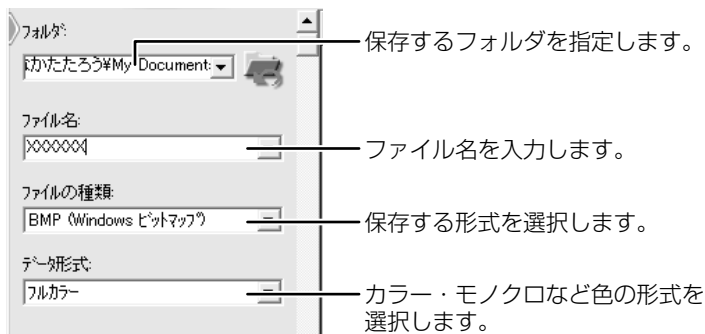 フォルダ:
保存するフォルダを指定します。
かたたろう¥My Document
ファイル名:
XXXXXX
ファイル名を入力します。
ファイルの種類:
BMP (Windows ビットマップ)
保存する形式を選択します。
データ形式:
フルカラー
カラー・モノクロなど色の形式を
選択します。